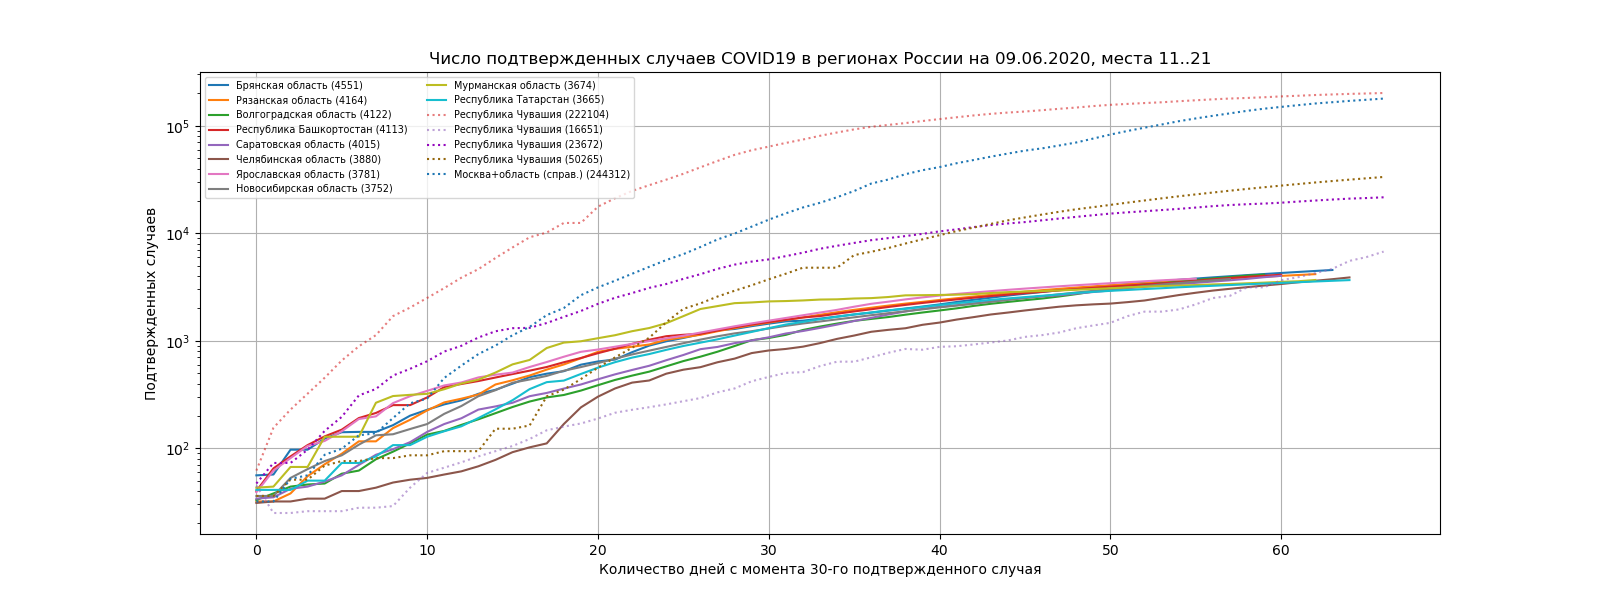 Число подтвержденных случаев COVID19 в регионах России на 09.06.2020, места 11..21
Брянская область (4551)
Рязанская область (4164)
Волгоградская область (4122)
Республика Башкортостан (4113)
Саратовская область (4015)
Челябинская область (3880)
Ярославская область (3781)
Новосибирская область (3752)
Мурманская область (3674)
Республика Татарстан (3665)
Республика Чувашия (222104)
Республика Чувашия (16651)
Республика Чувашия (23672)
Республика Чувашия (50265)
Москва+область (справ.) (244312)
Подтвержденных случаев
10⁵
10⁴
10³
10²
0 10 20 30 40 50 60
Количество дней с момента 30-го подтвержденного случая